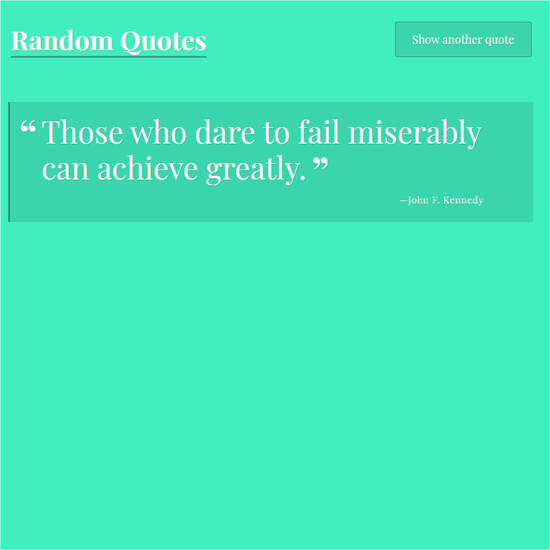 Random Quotes
Show another quote
“Those who dare to fail miserably
can achieve greatly.”
—John F. Kennedy